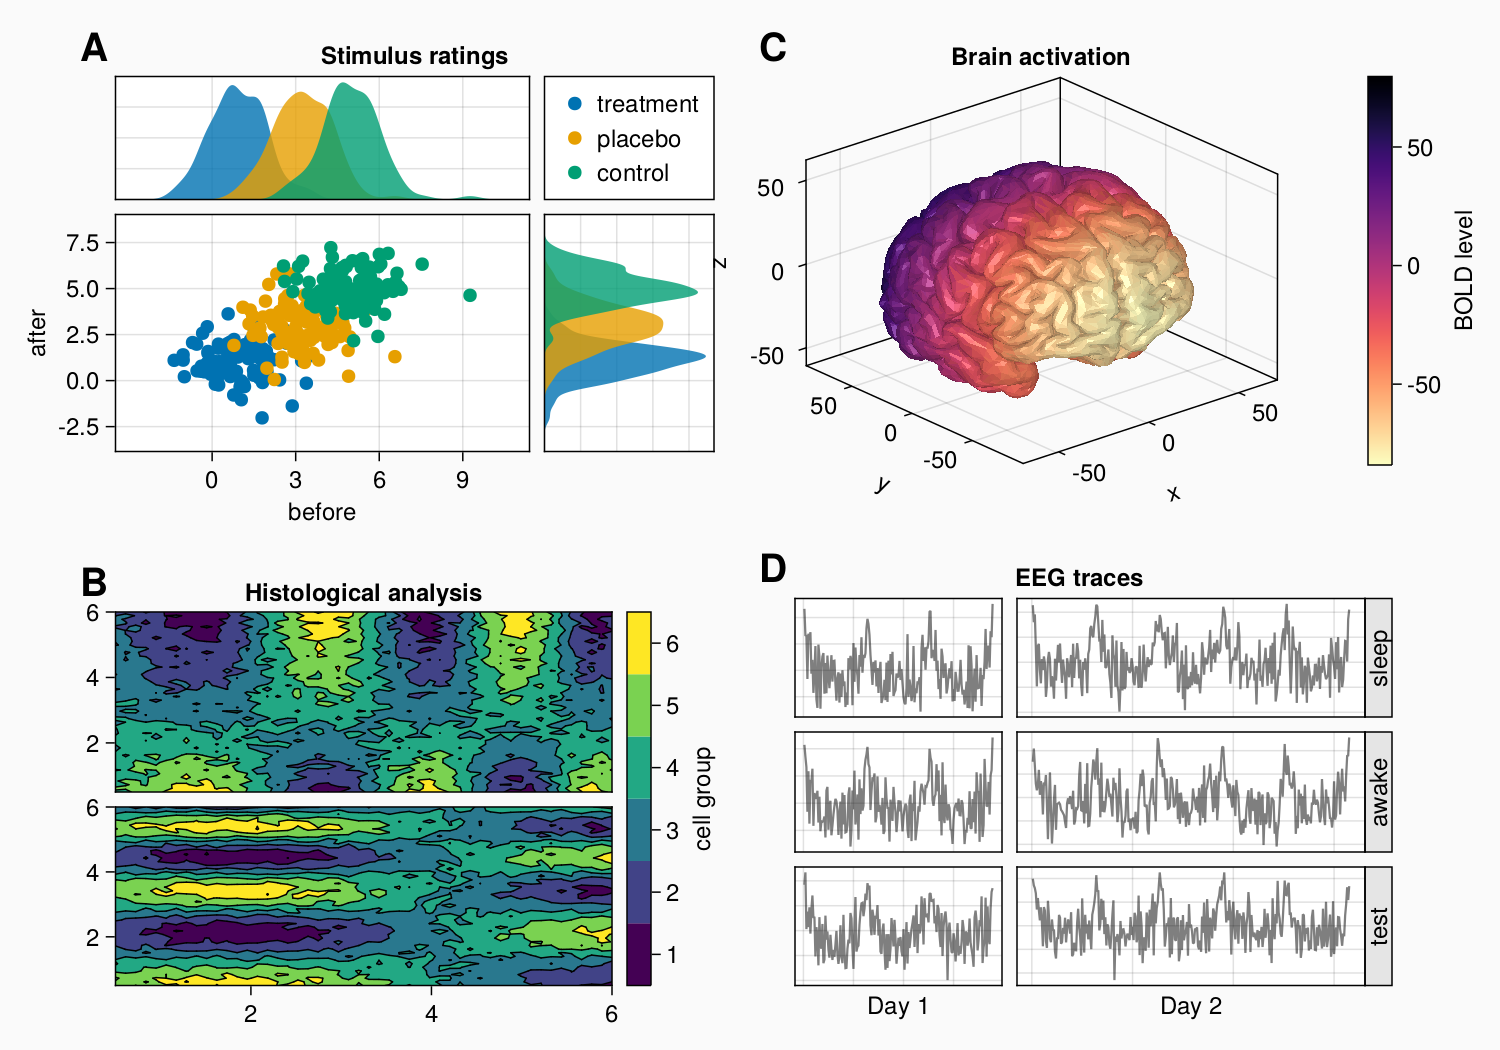 A
Stimulus ratings
treatment
placebo
control
after
7.5
5.0
2.5
0.0
-2.5
0
3
6
9
before
C
Brain activation
z
50
0
-50
50
0
-50
y
-50
0
50
x
50
0
-50
BOLD level
B
Histological analysis
6
4
2
6
4
2
2
4
6
6
5
4
3
2
1
cell group
D
EEG traces
sleep
awake
test
Day 1
Day 2